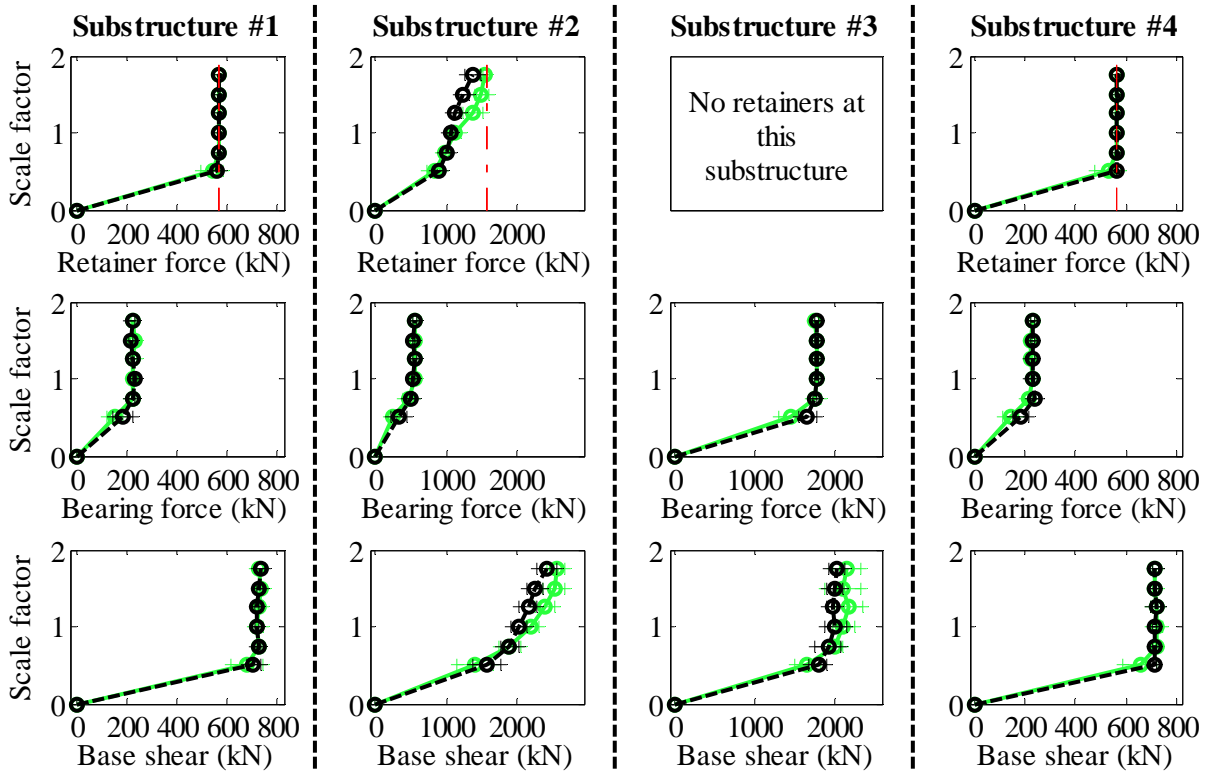 Substructure #1
Substructure #2
Substructure #3
Substructure #4
Scale factor
2
1
0
0 200 400 600 800
Retainer force (kN)
2
1
0
0 1000 2000
Retainer force (kN)
No retainers at
this
substructure
2
1
0
0 200 400 600 800
Retainer force (kN)
Scale factor
2
1
0
0 200 400 600 800
Bearing force (kN)
2
1
0
0 1000 2000
Bearing force (kN)
2
1
0
0 1000 2000
Bearing force (kN)
2
1
0
0 200 400 600 800
Bearing force (kN)
Scale factor
2
1
0
0 200 400 600 800
Base shear (kN)
2
1
0
0 1000 2000
Base shear (kN)
2
1
0
0 1000 2000
Base shear (kN)
2
1
0
0 200 400 600 800
Base shear (kN)